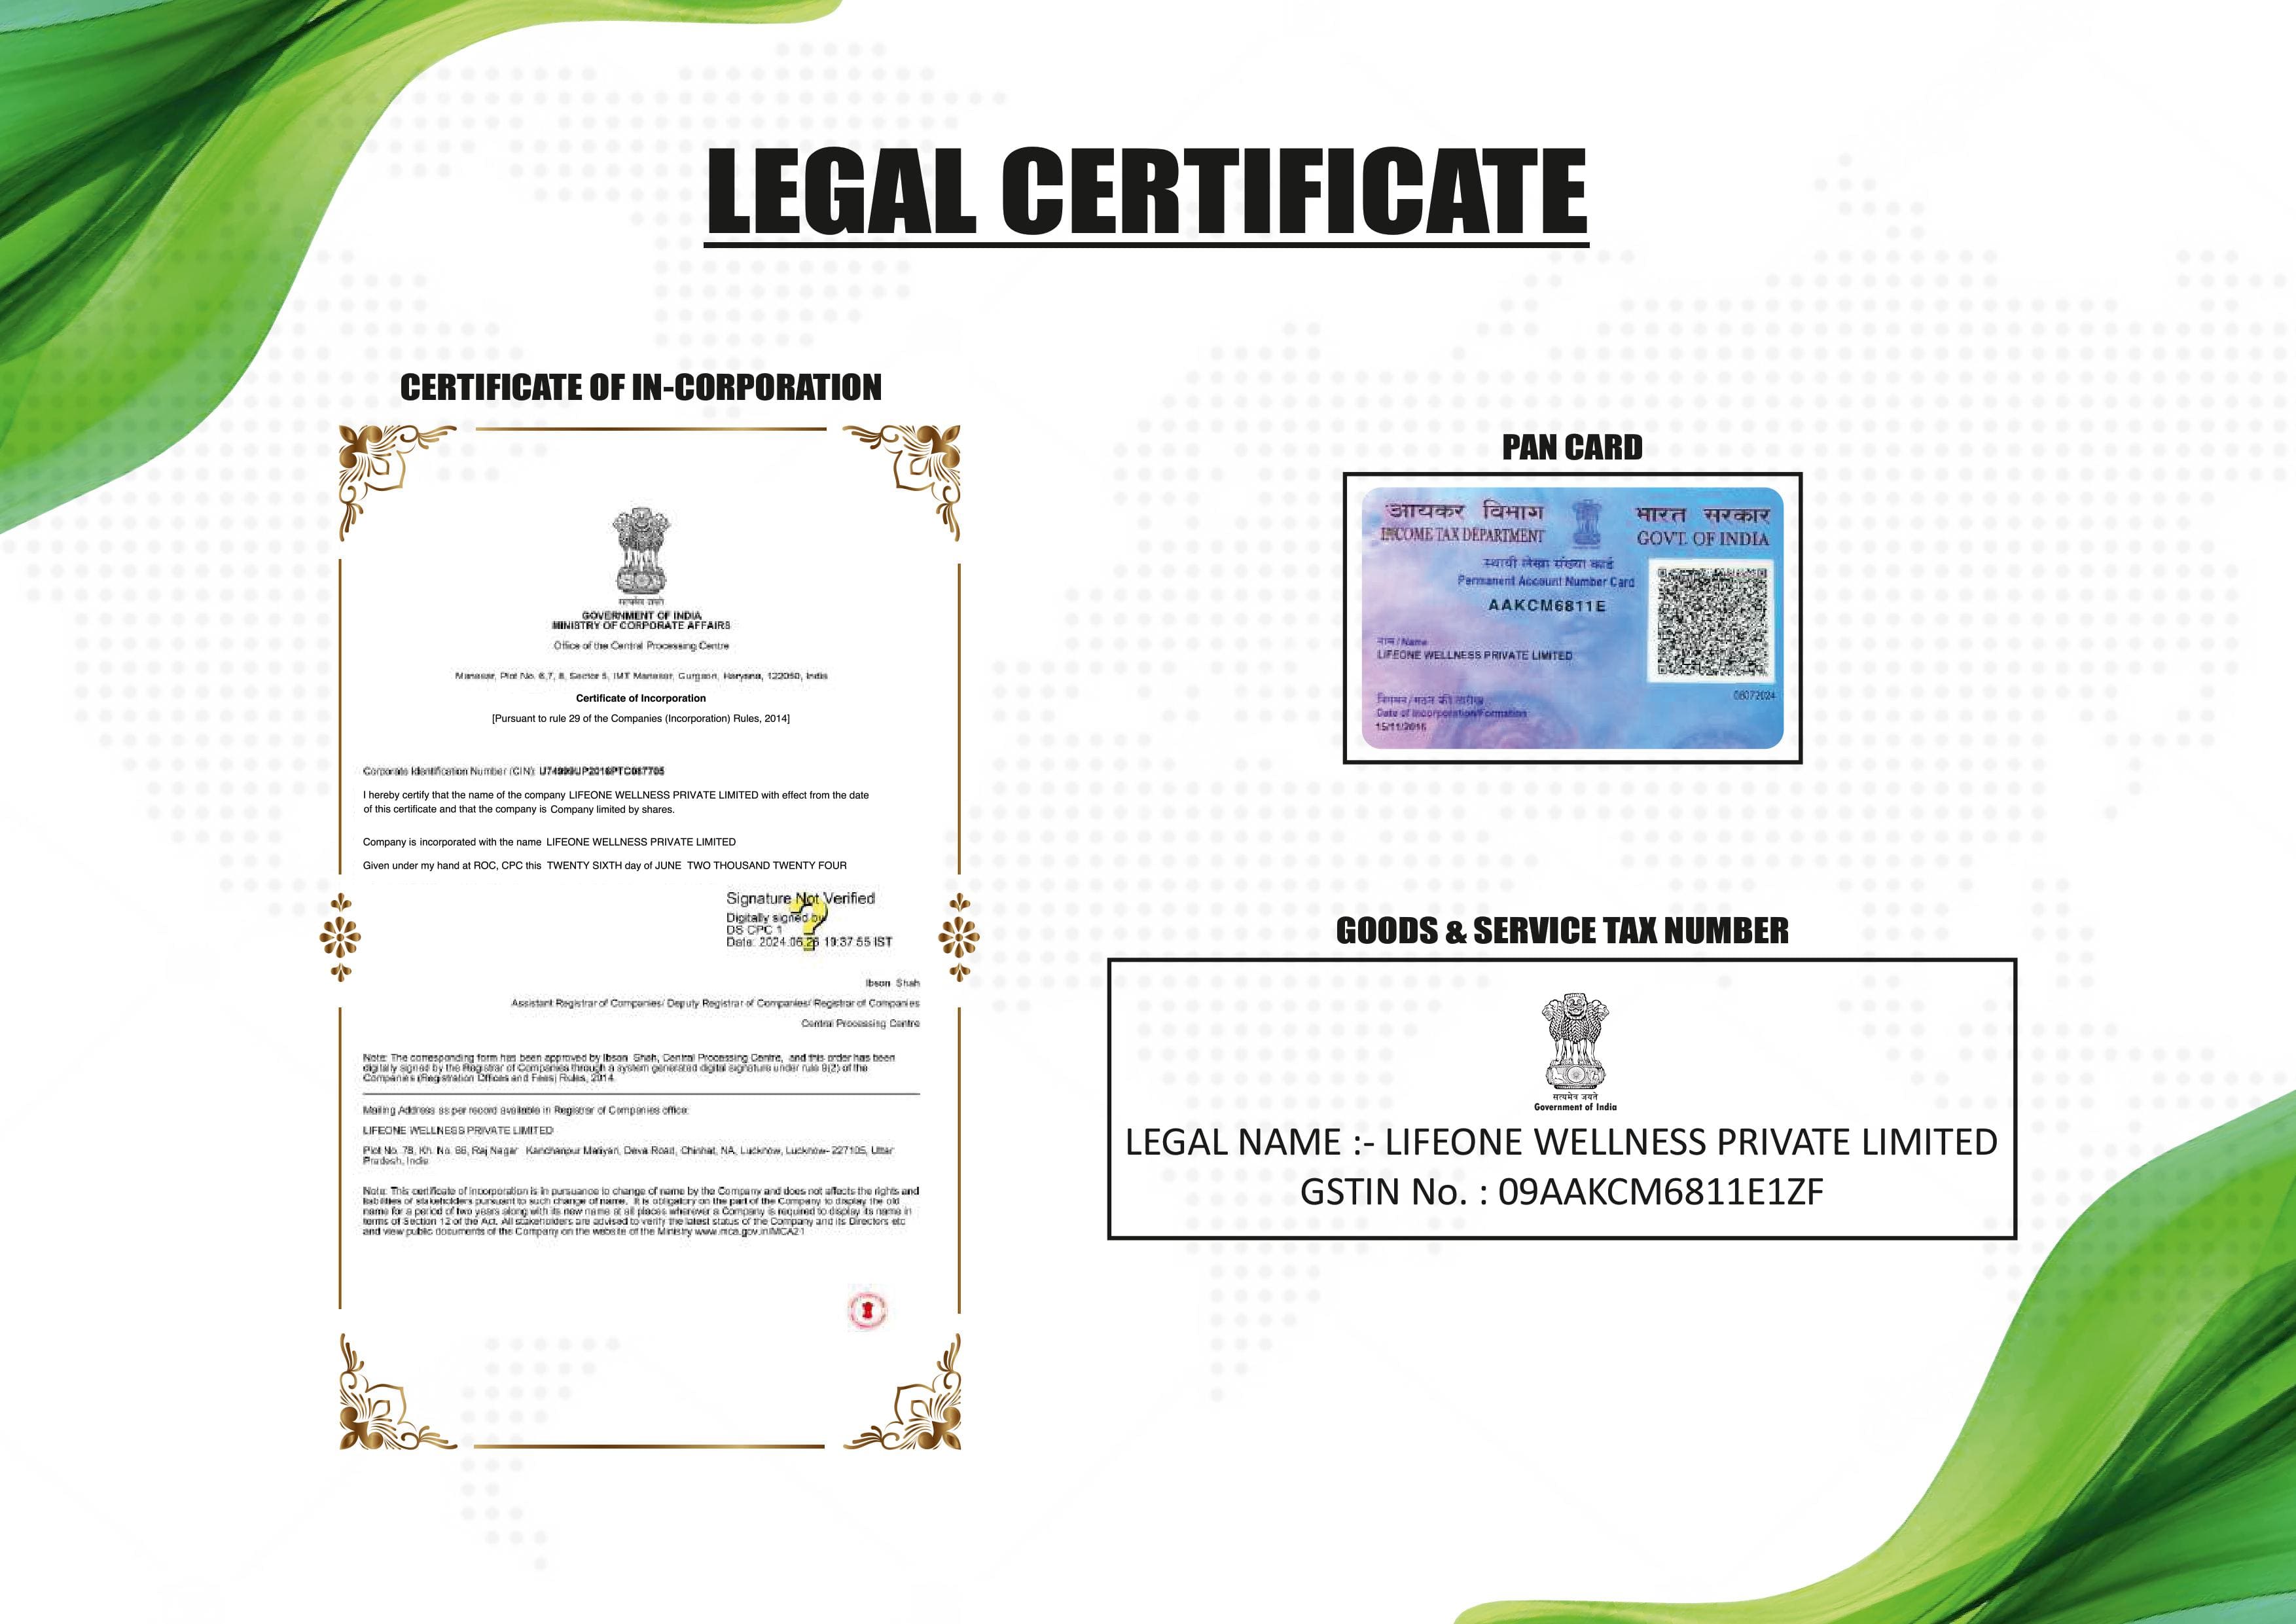 LEGAL CERTIFICATE
CERTIFICATE OF IN-CORPORATION
सत्यमेव जयते
GOVERNMENT OF INDIA
MINISTRY OF CORPORATE AFFAIRS
Office of the Central Processing Centre
Manesar, Plot No. 6,7, 8, Sector 5, IMT Manesar, Gurgaon, Haryana, 122050, India
Certificate of Incorporation
[Pursuant to rule 29 of the Companies (Incorporation) Rules, 2014]
Corporate Identification Number (CIN):
I hereby certify that the name of the company LIFEONE WELLNESS PRIVATE LIMITED with effect from the date
of this certificate and that the company is Company limited by shares.
Company is incorporated with the name LIFEONE WELLNESS PRIVATE LIMITED
Given under my hand at ROC, CPC this TWENTY SIXTH day of JUNE TWO THOUSAND TWENTY FOUR
Signature Not Verified
Digitally signed by
DS CPC 1
Date: 2024.06.26 19:37:55 IST
Ibson Shah
Assistant Registrar of Companies/ Deputy Registrar of Companies/ Registrar of Companies
Central Processing Centre
Note: The corresponding form has been approved by Ibson Shah, Central Processing Centre, and this order has been
digitally signed by the Registrar of Companies through a system generated digital signature under rule 9(2) of the
Companies (Registration Offices and Fees) Rules, 2014.
Mailing Address as per record available in Registrar of Companies office:
LIFEONE WELLNESS PRIVATE LIMITED
Plot No. 78, Kh. No. 66, Raj Nagar Kanchanpur Matiyari, Deva Road, Chinhat, NA, Lucknow, Lucknow- 227105, Uttar
Pradesh, India
Note: This certificate of incorporation is in pursuance to change of name by the Company and does not affects the rights and
liabilities of stakeholders pursuant to such change of name. It is obligatory on the part of the Company to display the old
name for a period of two years along with its new name at all places wherever a Company is required to display its name in
terms of Section 12 of the Act. All stakeholders are advised to verify the latest status of the Company and its Directors etc
and view public documents of the Company on the website of the Ministry www.mca.gov.in/MCA21
PAN CARD
आयकर विभाग
INCOME TAX DEPARTMENT
भारत सरकार
GOVT. OF INDIA
स्थायी लेखा संख्या कार्ड
Permanent Account Number Card
AAKCM6811E
नाम / Name
LIFEONE WELLNESS PRIVATE LIMITED
08072024
निगमन/गठन की तारीख
Date of Incorporation/Formation
15/11/2016
GOODS & SERVICE TAX NUMBER
सत्यमेव जयते
Government of India
LEGAL NAME :- LIFEONE WELLNESS PRIVATE LIMITED
GSTIN No. : 09AAKCM6811E1ZF